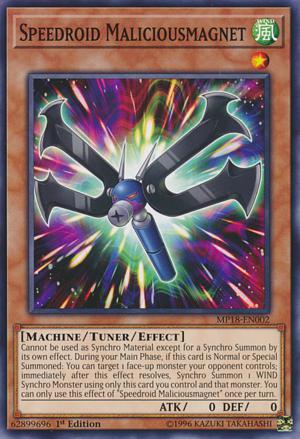 SPEEDROID MALICIOUSMAGNET
WIND
風
MP18-EN002
[MACHINE/TUNER/EFFECT]
Cannot be used as Synchro Material except for a Synchro Summon by
its own effect. During your Main Phase, if this card is Normal or Special
Summoned: You can target 1 face-up monster your opponent controls;
immediately after this effect resolves, Synchro Summon 1 WIND
Synchro Monster using only this card you control and that monster. You
can only use this effect of "Speedroid Maliciousmagnet" once per turn.
ATK/ 0 DEF/ 0
62899696 1st Edition ©1996 KAZUKI TAKAHASHI